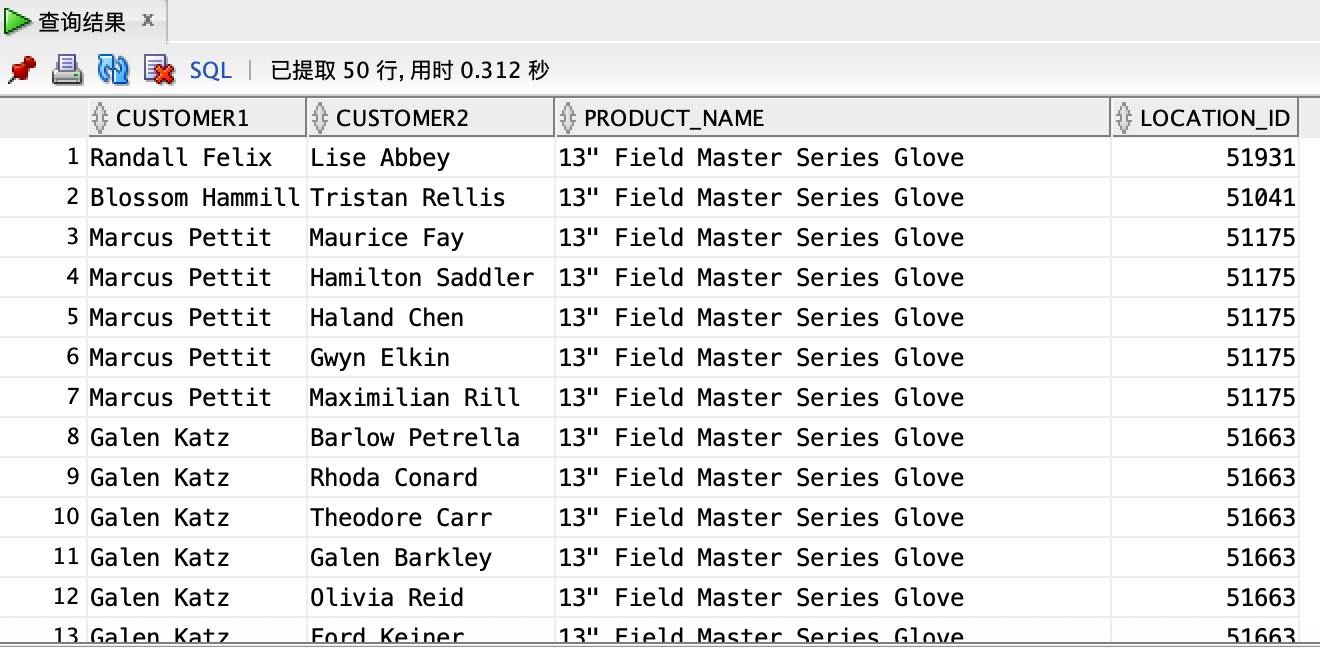 查询结果 x
SQL | 已提取 50 行, 用时 0.312 秒
CUSTOMER1 CUSTOMER2 PRODUCT_NAME LOCATION_ID
1 Randall Felix Lise Abbey 13" Field Master Series Glove 51931
2 Blossom Hammill Tristan Rellis 13" Field Master Series Glove 51041
3 Marcus Pettit Maurice Fay 13" Field Master Series Glove 51175
4 Marcus Pettit Hamilton Saddler 13" Field Master Series Glove 51175
5 Marcus Pettit Haland Chen 13" Field Master Series Glove 51175
6 Marcus Pettit Gwyn Elkin 13" Field Master Series Glove 51175
7 Marcus Pettit Maximilian Rill 13" Field Master Series Glove 51175
8 Galen Katz Barlow Petrella 13" Field Master Series Glove 51663
9 Galen Katz Rhoda Conard 13" Field Master Series Glove 51663
10 Galen Katz Theodore Carr 13" Field Master Series Glove 51663
11 Galen Katz Galen Barkley 13" Field Master Series Glove 51663
12 Galen Katz Olivia Reid 13" Field Master Series Glove 51663
13 Galen Katz Ford Keiner 13" Field Master Series Glove 51663